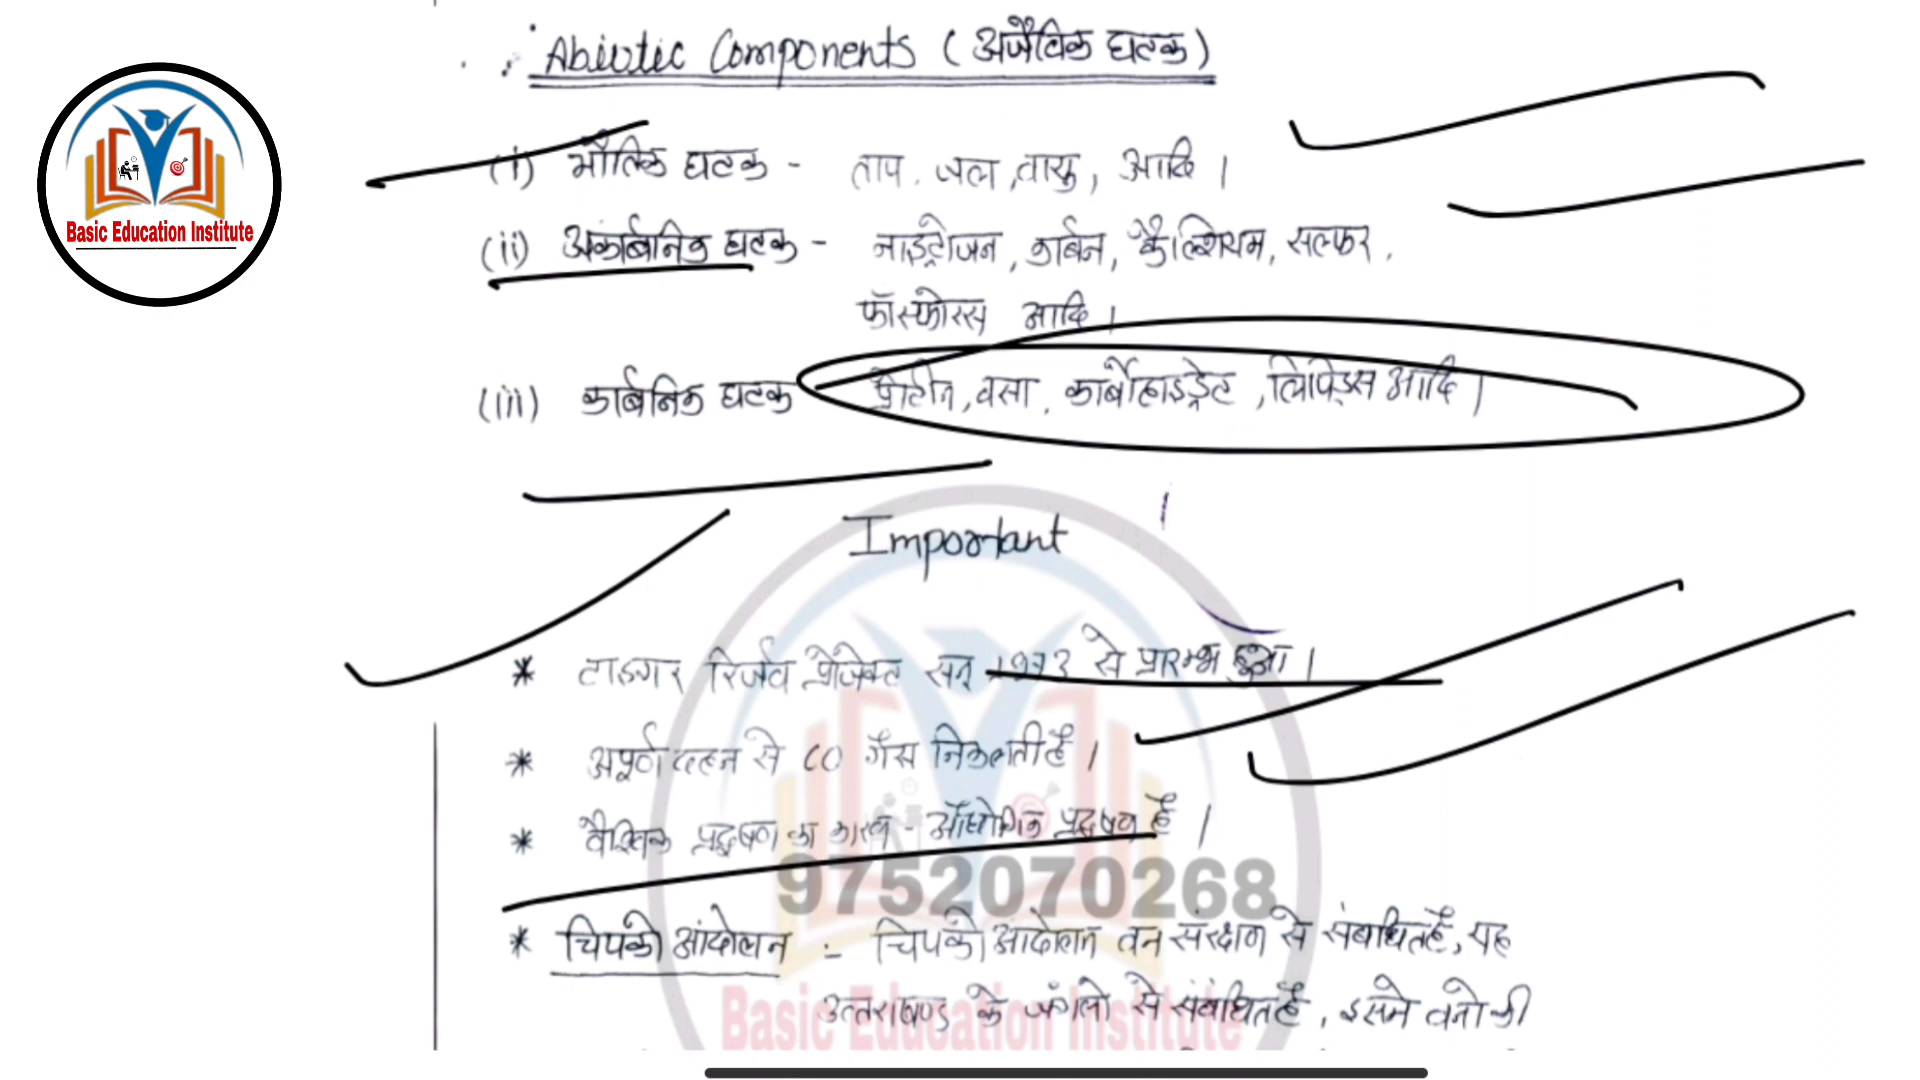 Abiotic Components (अजैविक घटक)
(i) भौतिक घटक - ताप, जल, वायु, आदि।
(ii) अकार्बनिक घटक - नाइट्रोजन, कार्बन, कैल्शियम, सल्फर,
फॉस्फोरस आदि।
(iii) कार्बनिक घटक प्रोटीन, वसा, कार्बोहाइड्रेट, लिपिड्स आदि।
Basic Education Institute
Important
* टाइगर रिजर्व प्रोजेक्ट सन् 1973 से प्रारम्भ हुआ।
* अपूर्ण दहन से CO गैस निकलती है।
* वैश्विक प्रदूषण का कारण - औद्योगिक प्रदूषण है।
9752070268
* चिपको आंदोलन :- चिपको आंदोलन वन संरक्षण से संबंधित है, यह
उत्तराखण्ड के जंगलो से संबंधित है, इसमे वनो की
Basic Education Institute